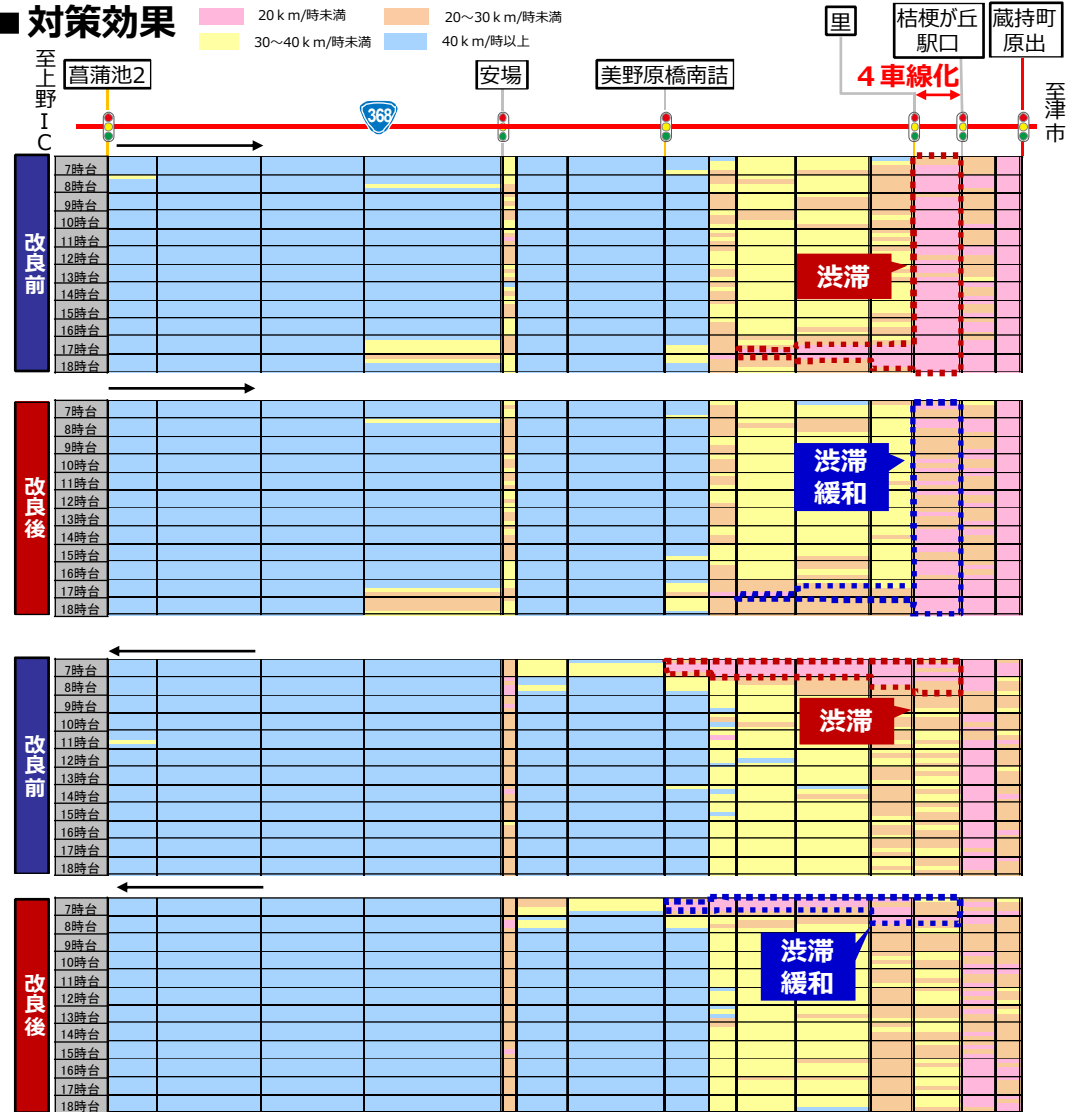 ■ 対策効果
20ｋｍ/時未満
20～30ｋｍ/時未満
30～40ｋｍ/時未満
40ｋｍ/時以上
至上野ＩＣ
菖蒲池2
368
安場
美野原橋南詰
里
桔梗が丘
駅口
蔵持町
原出
４車線化
至津市
改良前
7時台
8時台
9時台
10時台
11時台
12時台
13時台
14時台
15時台
16時台
17時台
18時台
渋滞
改良後
7時台
8時台
9時台
10時台
11時台
12時台
13時台
14時台
15時台
16時台
17時台
18時台
渋滞
緩和
改良前
7時台
8時台
9時台
10時台
11時台
12時台
13時台
14時台
15時台
16時台
17時台
18時台
渋滞
改良後
7時台
8時台
9時台
10時台
11時台
12時台
13時台
14時台
15時台
16時台
17時台
18時台
渋滞
緩和